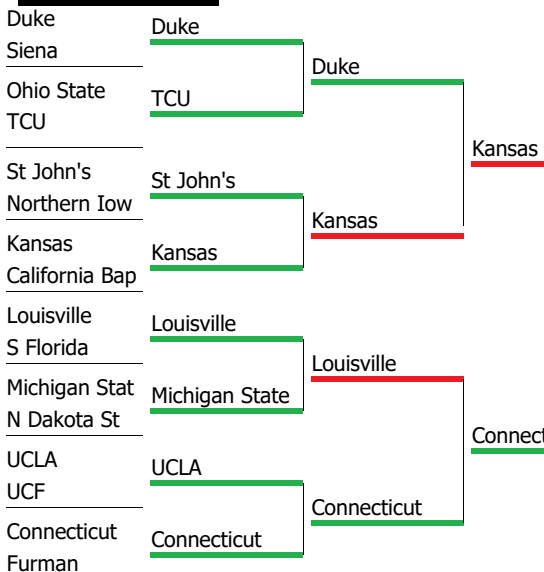 Duke
Siena
Ohio State
TCU
St John's
Northern Iow
Kansas
California Bap
Louisville
S Florida
Michigan Stat
N Dakota St
UCLA
UCF
Connecticut
Furman
Duke
TCU
St John's
Kansas
Louisville
Michigan State
UCLA
Connecticut
Duke
Kansas
Louisville
Connecticut
Kansas
Connect